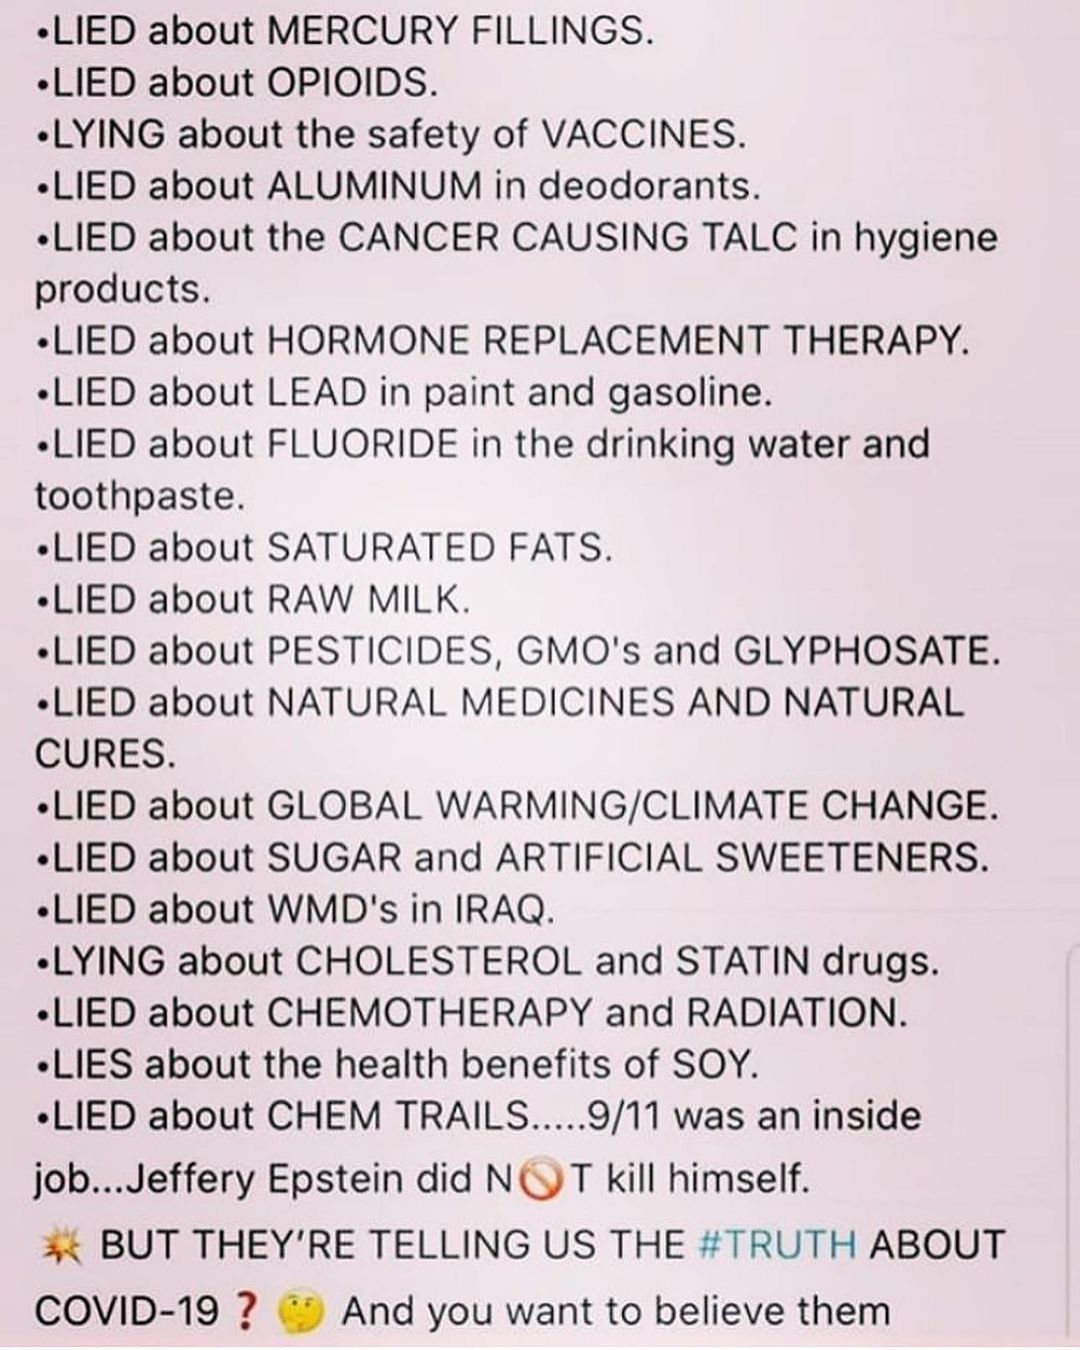 •LIED about MERCURY FILLINGS.
•LIED about OPIOIDS.
•LYING about the safety of VACCINES.
•LIED about ALUMINUM in deodorants.
•LIED about the CANCER CAUSING TALC in hygiene
products.
•LIED about HORMONE REPLACEMENT THERAPY.
•LIED about LEAD in paint and gasoline.
•LIED about FLUORIDE in the drinking water and
toothpaste.
•LIED about SATURATED FATS.
•LIED about RAW MILK.
•LIED about PESTICIDES, GMO's and GLYPHOSATE.
•LIED about NATURAL MEDICINES AND NATURAL
CURES.
•LIED about GLOBAL WARMING/CLIMATE CHANGE.
•LIED about SUGAR and ARTIFICIAL SWEETENERS.
•LIED about WMD's in IRAQ.
•LYING about CHOLESTEROL and STATIN drugs.
•LIED about CHEMOTHERAPY and RADIATION.
•LIES about the health benefits of SOY.
•LIED about CHEM TRAILS.....9/11 was an inside
job...Jeffery Epstein did N🚫T kill himself.
💥 BUT THEY'RE TELLING US THE #TRUTH ABOUT
COVID-19 ❓ 🤔 And you want to believe them